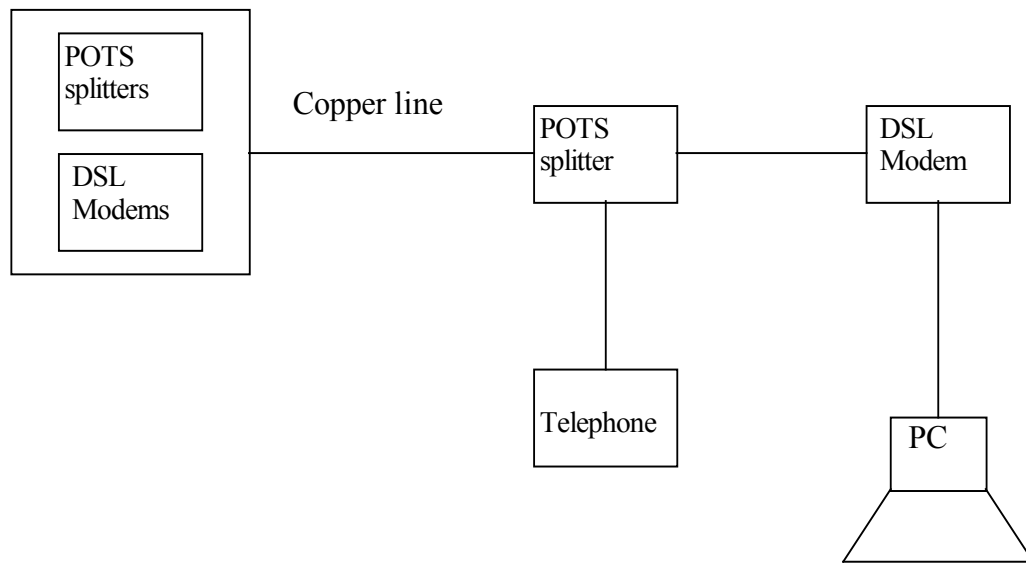 POTS
splitters
DSL
Modems
Copper line
POTS
splitter
DSL
Modem
Telephone
PC